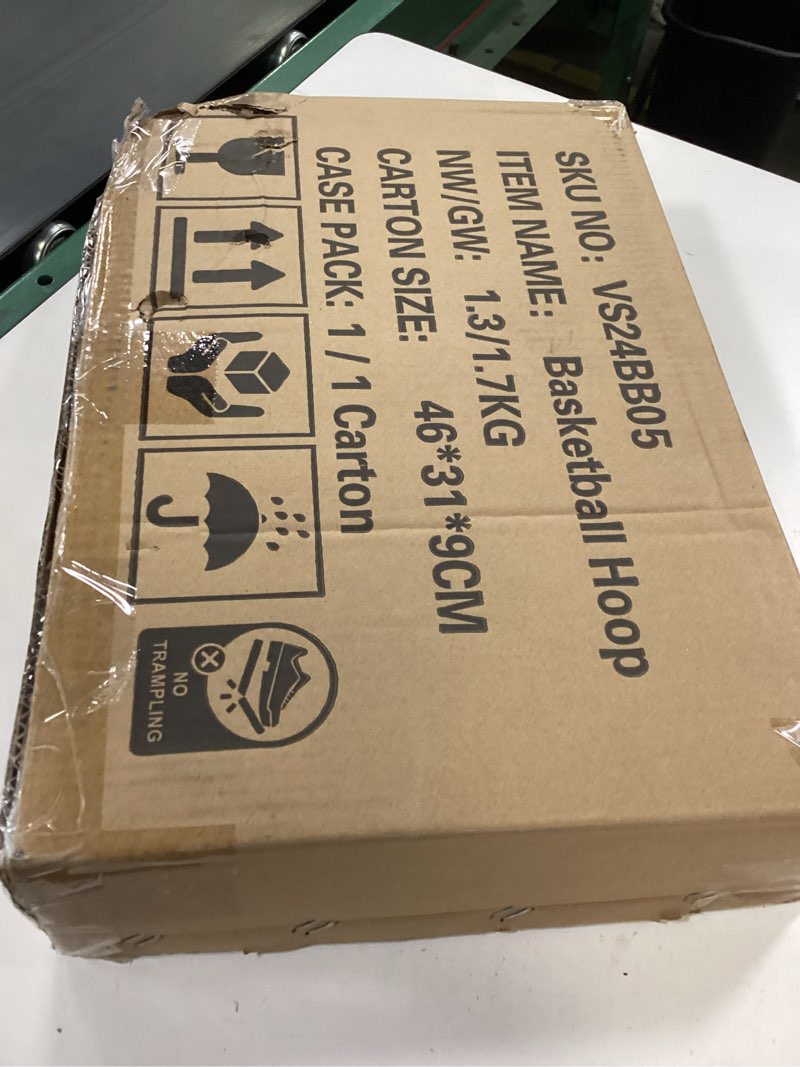 SKU NO: VS24BB05
ITEM NAME: Basketball Hoop
NW/GW: 1.3/1.7KG
CARTON SIZE: 46*31*9CM
CASE PACK: 1 / 1 Carton
NO
TRAMPLING